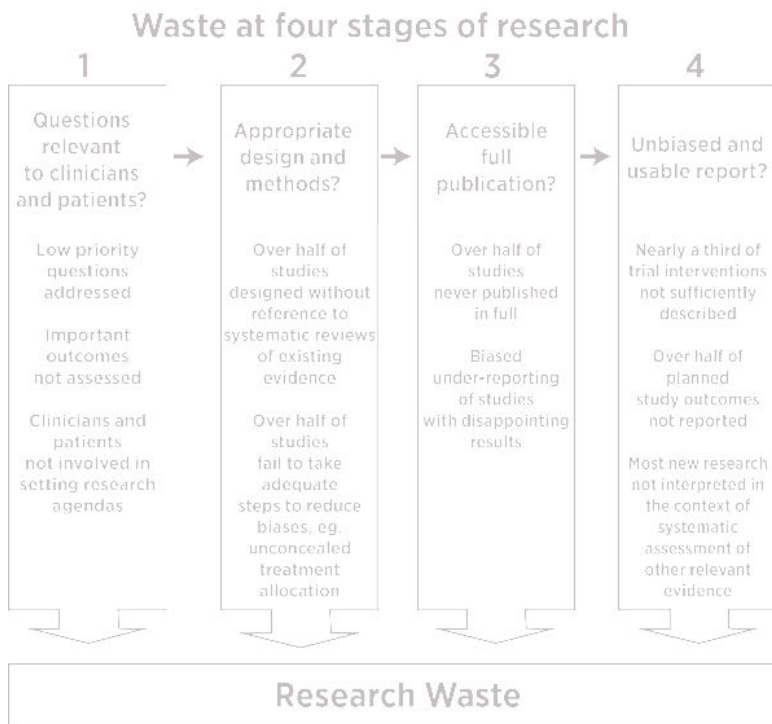 Waste at four stages of research
1
Questions
relevant
to clinicians
and patients?
Low priority
questions
addressed
Important
outcomes
not assessed
Clinicians and
patients
not involved in
setting research
agendas
2
Appropriate
design and
methods?
Over half of
studies
designed without
reference to
systematic reviews
of existing
evidence
Over half of
studies
fail to take
adequate
steps to reduce
biases, eg.
unconcealed
treatment
allocation
3
Accessible
full
publication?
Over half of
studies
never published
in full
Biased
under-reporting
of studies
with disappointing
results
4
Unbiased and
usable report?
Nearly a third of
trial interventions
not sufficiently
described
Over half of
planned
study outcomes
not reported
Most new research
not interpreted in
the context of
systematic
assessment of
other relevant
evidence
Research Waste